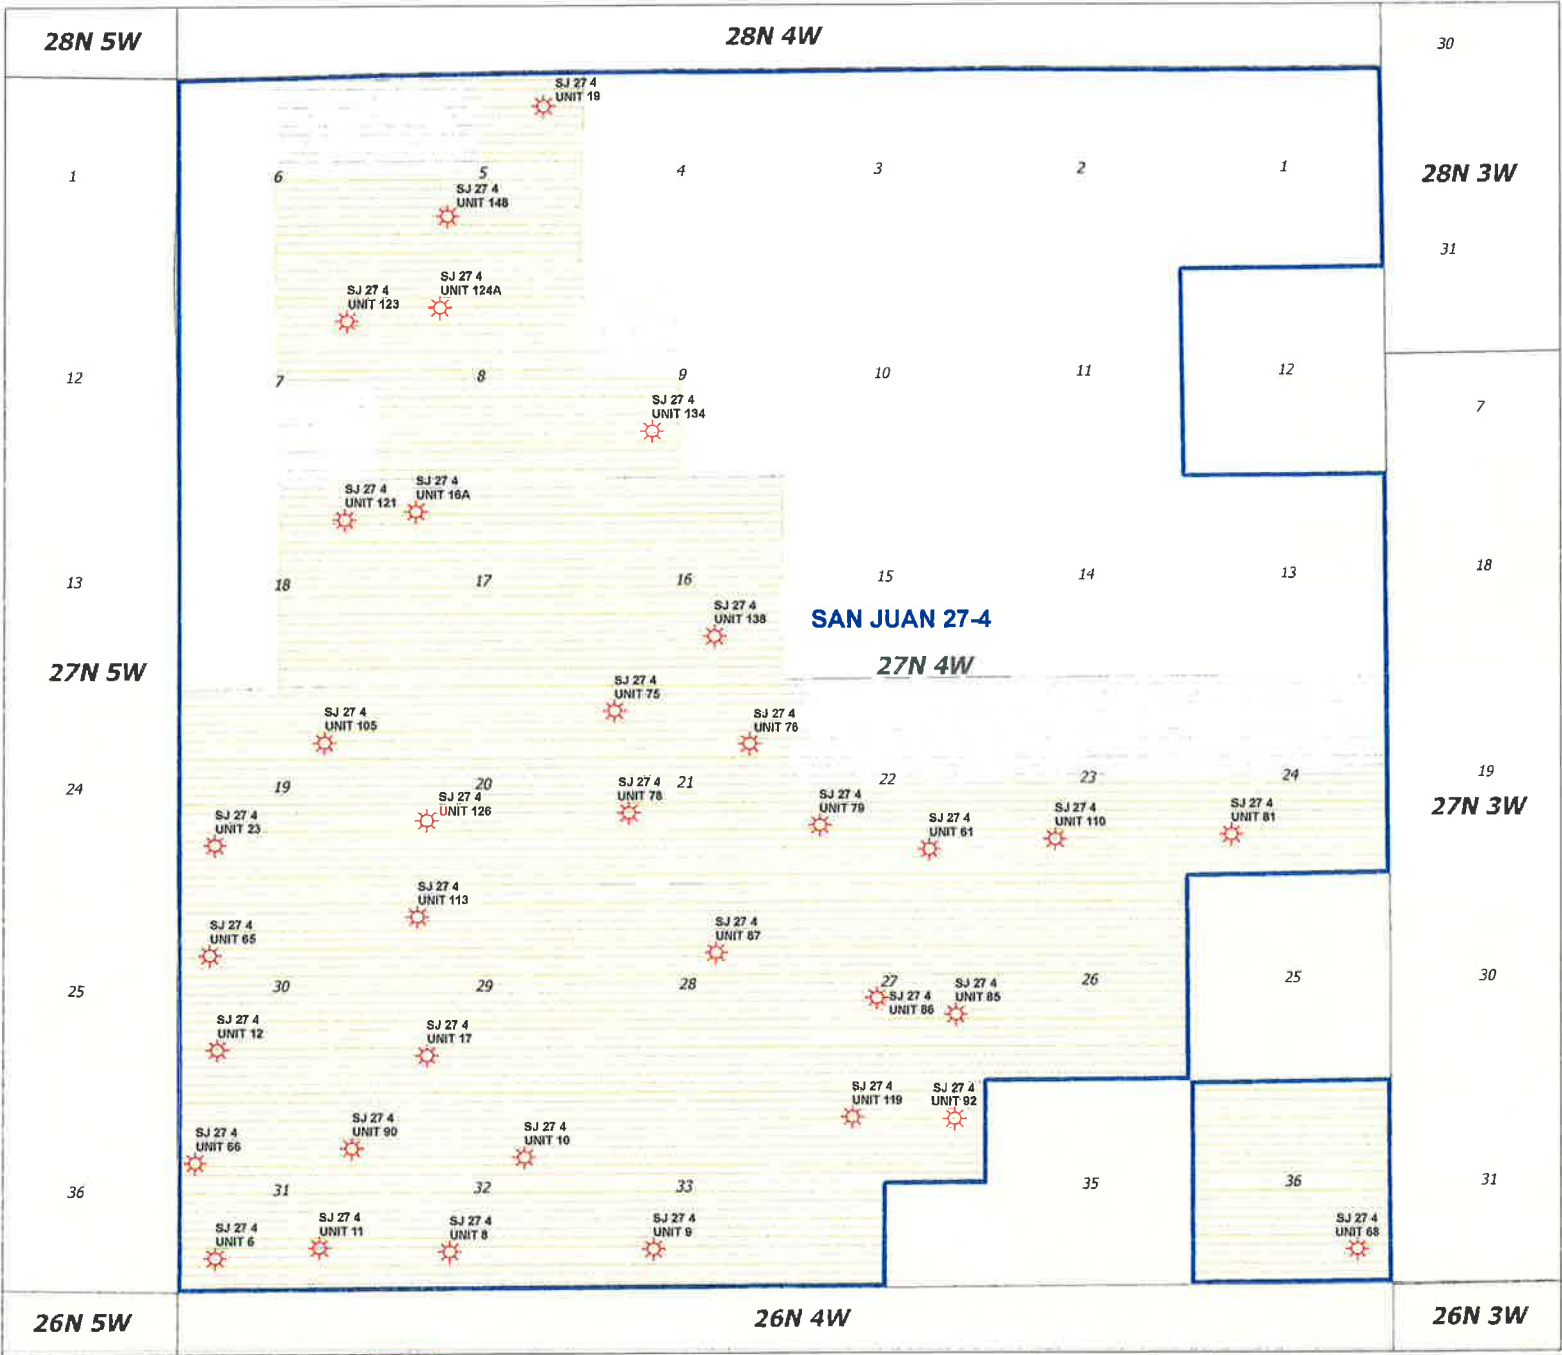 28N 5W
28N 4W
30
SJ 27 4
UNIT 19
1
6
5
4
3
2
1
28N 3W
SJ 27 4
UNIT 148
31
SJ 27 4
UNIT 123
SJ 27 4
UNIT 124A
12
7
8
9
10
11
12
7
SJ 27 4
UNIT 134
SJ 27 4
UNIT 121
SJ 27 4
UNIT 16A
13
18
17
16
15
14
13
18
SJ 27 4
UNIT 138
SAN JUAN 27-4
27N 5W
27N 4W
SJ 27 4
UNIT 75
SJ 27 4
UNIT 105
SJ 27 4
UNIT 76
24
19
20
21
22
23
24
19
SJ 27 4
UNIT 23
SJ 27 4
UNIT 126
SJ 27 4
UNIT 78
SJ 27 4
UNIT 79
SJ 27 4
UNIT 61
SJ 27 4
UNIT 110
SJ 27 4
UNIT 81
27N 3W
SJ 27 4
UNIT 113
SJ 27 4
UNIT 65
SJ 27 4
UNIT 87
25
30
29
28
27
26
25
30
SJ 27 4
UNIT 86
SJ 27 4
UNIT 85
SJ 27 4
UNIT 12
SJ 27 4
UNIT 17
SJ 27 4
UNIT 119
SJ 27 4
UNIT 92
SJ 27 4
UNIT 66
SJ 27 4
UNIT 90
SJ 27 4
UNIT 10
36
31
32
33
35
36
31
SJ 27 4
UNIT 6
SJ 27 4
UNIT 11
SJ 27 4
UNIT 8
SJ 27 4
UNIT 9
SJ 27 4
UNIT 68
26N 5W
26N 4W
26N 3W